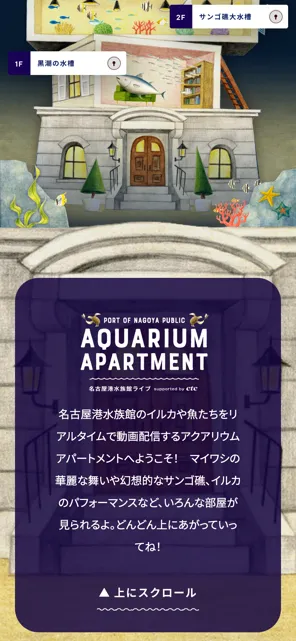 2F サンゴ礁大水槽
1F 黒潮の水槽
PORT OF NAGOYA PUBLIC
AQUARIUM
APARTMENT
名古屋港水族館ライブ supported by ctc
名古屋港水族館のイルカや魚たちをリ
アルタイムで動画配信するアクアリウム
アパートメントへようこそ！ マイワシの
華麗な舞いや幻想的なサンゴ礁、イルカ
のパフォーマンスなど、いろんな部屋が
見られるよ。どんどん上にあがっていっ
てね！
▲ 上にスクロール